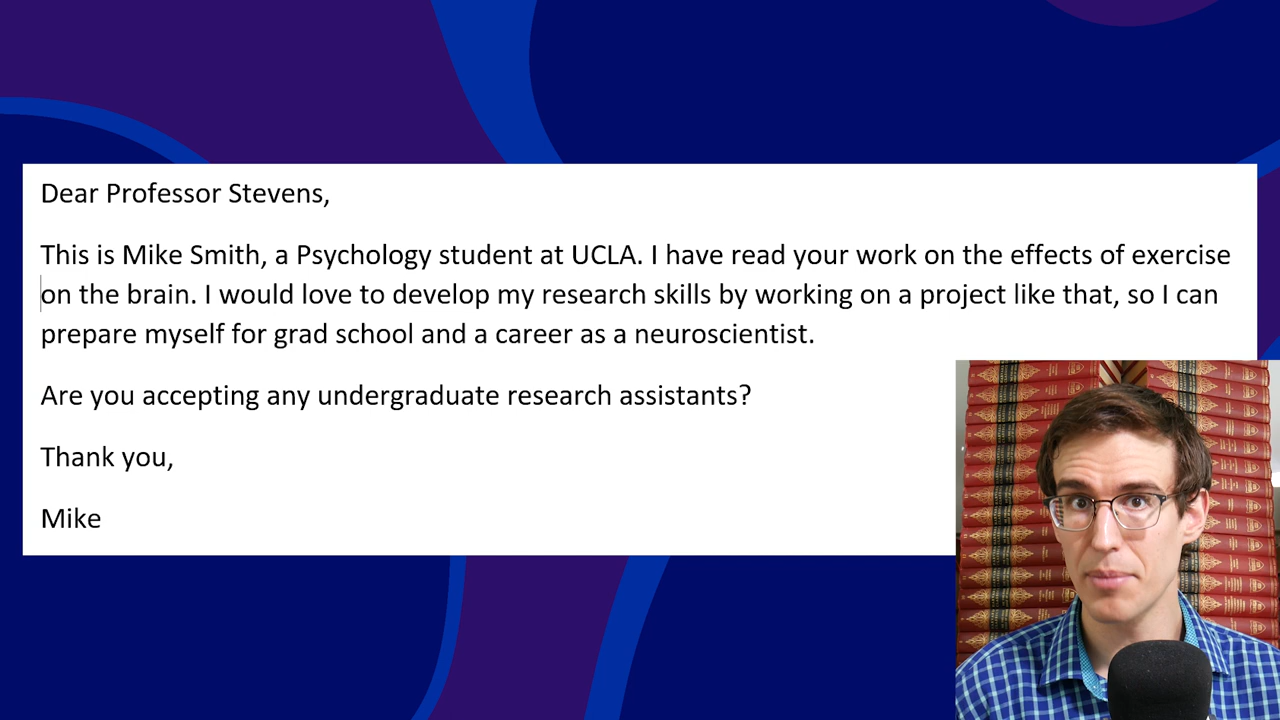 Dear Professor Stevens,
This is Mike Smith, a Psychology student at UCLA. I have read your work on the effects of exercise
on the brain. I would love to develop my research skills by working on a project like that, so I can
prepare myself for grad school and a career as a neuroscientist.
Are you accepting any undergraduate research assistants?
Thank you,
Mike